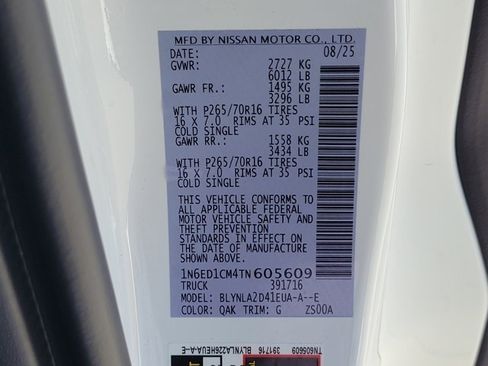 MFD BY NISSAN MOTOR CO., LTD.
DATE: 08/25
GVWR: 2727 KG
6012 LB
GAWR FR.: 1495 KG
3296 LB
WITH P265/70R16 TIRES
16 X 7.0 RIMS AT 35 PSI
COLD SINGLE
GAWR RR.: 1558 KG
3434 LB
WITH P265/70R16 TIRES
16 X 7.0 RIMS AT 35 PSI
COLD SINGLE
THIS VEHICLE CONFORMS TO
ALL APPLICABLE FEDERAL
MOTOR VEHICLE SAFETY AND
THEFT PREVENTION
STANDARDS IN EFFECT ON THE
DATE OF MANUFACTURE
SHOWN ABOVE.
1N6ED1CM4TN605609
TRUCK 391716
MODEL: BLYNLA2D41EUA-A--E
COLOR: QAK TRIM: G ZS00A
TN605609 391716 BLYNLA226HEUA-A--E